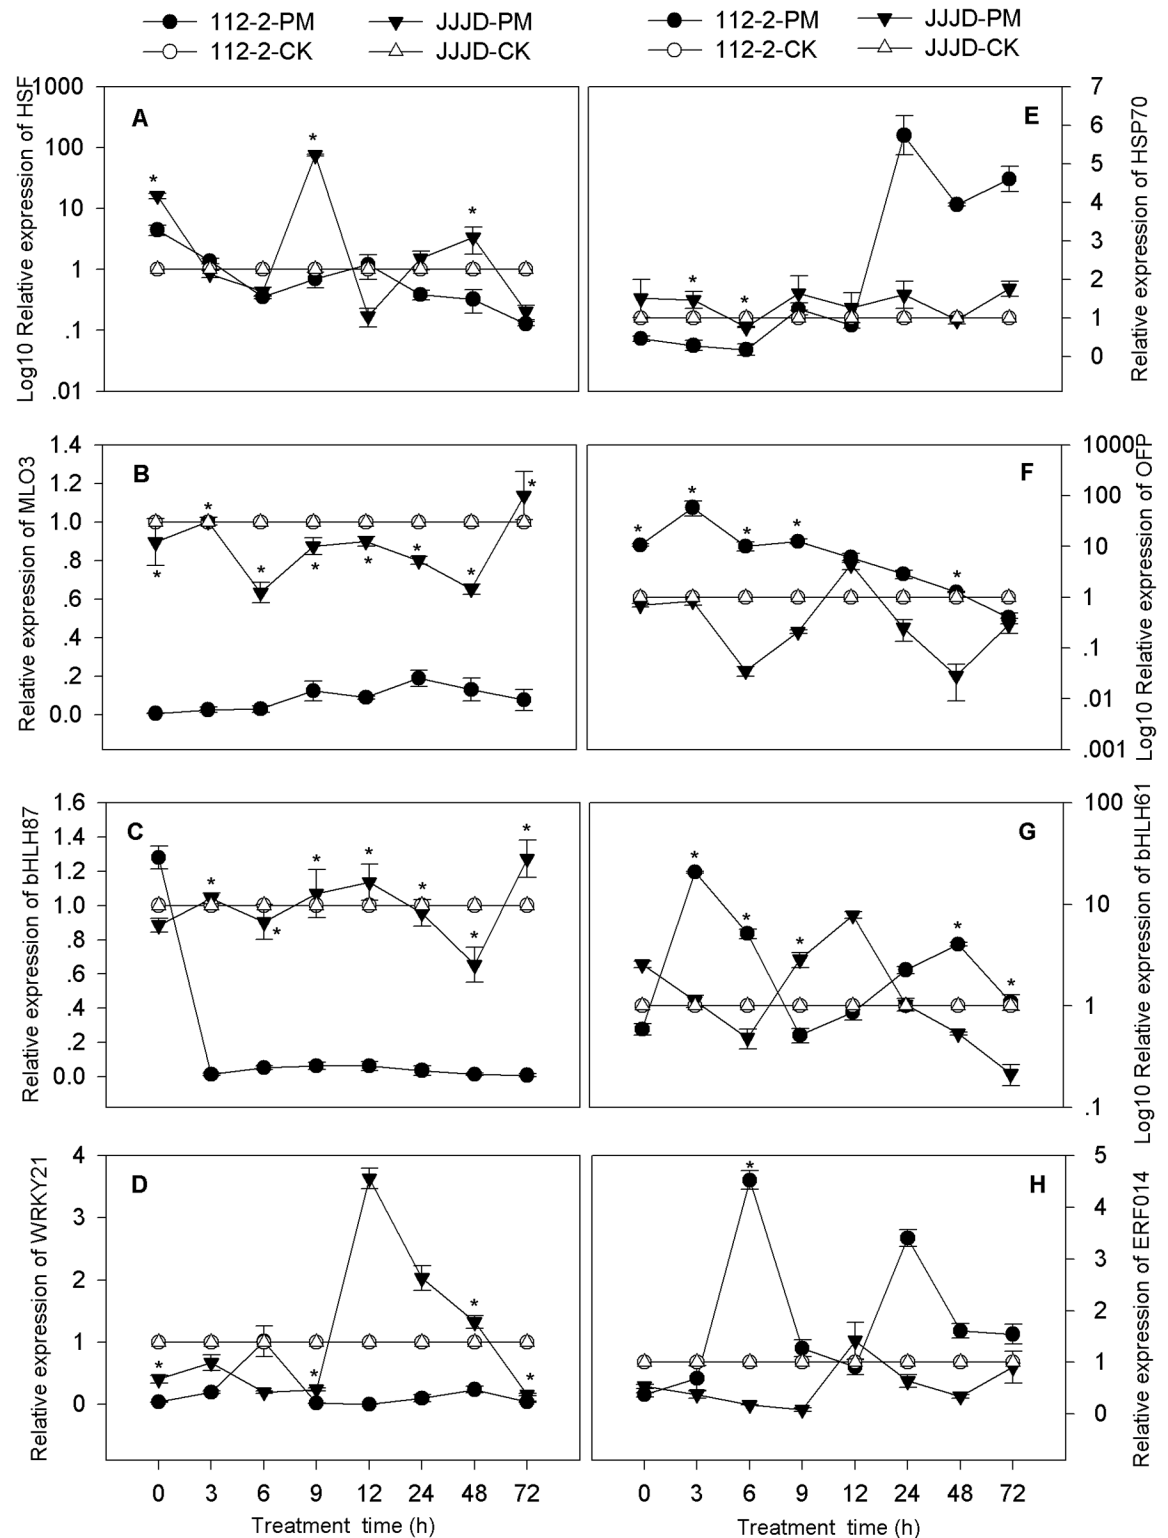 112-2-PM JJJD-PM 112-2-PM JJJD-PM
112-2-CK JJJD-CK 112-2-CK JJJD-CK
Log10 Relative expression of HSF
1000
100
10
1
.1
.01
A
* * *
E
* *
7
6
5
4
3
2
1
0
Relative expression of HSP70
Relative expression of MLO3
1.4
1.2
1.0
.8
.6
.4
.2
0.0
B
* * * * * * * *
F
* * * * *
1000
100
10
1
.1
.01
.001
Log10 Relative expression of OFP
Relative expression of bHLH87
1.6
1.4
1.2
1.0
.8
.6
.4
.2
0.0
C
* * * * * * *
G
* * * * *
100
10
1
.1
Log10 Relative expression of bHLH61
Relative expression of WRKY21
4
3
2
1
0
D
* * * *
H
*
5
4
3
2
1
0
Relative expression of ERF014
0 3 6 9 12 24 48 72 0 3 6 9 12 24 48 72
Treatment time (h) Treatment time (h)